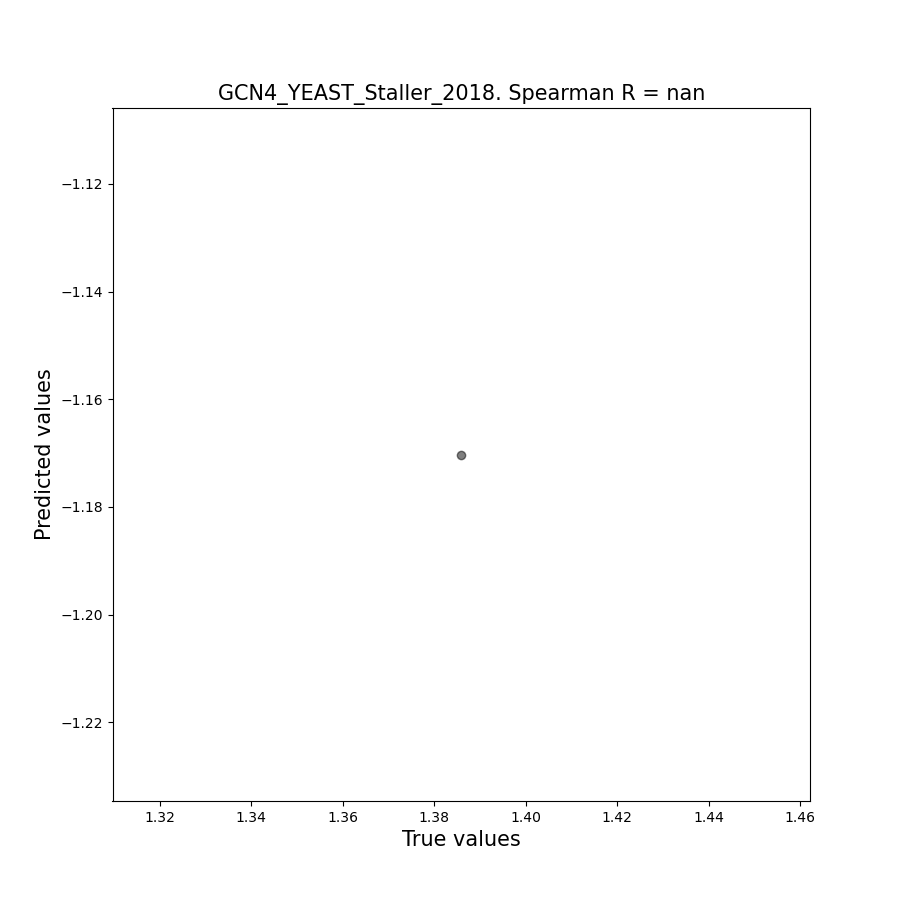 GCN4_YEAST_Staller_2018. Spearman R = nan
−1.12
−1.14
−1.16
−1.18
−1.20
−1.22
Predicted values
1.32 1.34 1.36 1.38 1.40 1.42 1.44 1.46
True values